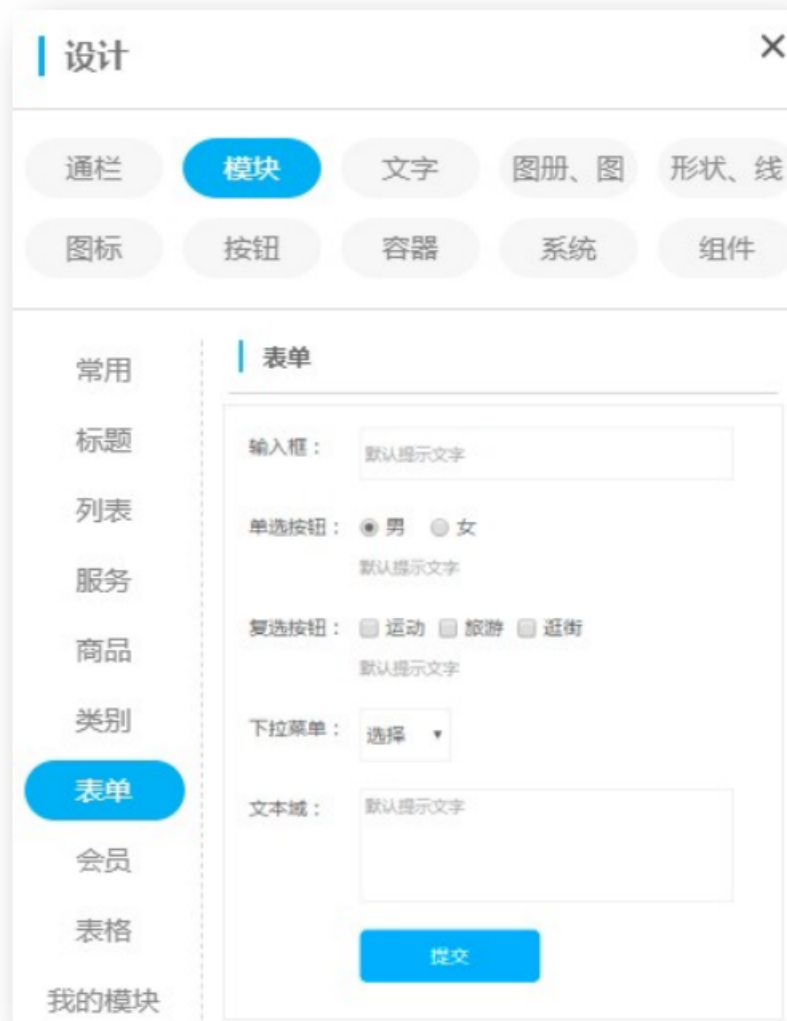 设计 ×
通栏 模块 文字 图册、图 形状、线
图标 按钮 容器 系统 组件
常用
标题
列表
服务
商品
类别
表单
会员
表格
我的模块
表单
输入框： 默认提示文字
单选按钮： 男 女
默认提示文字
复选按钮： 运动 旅游 逛街
默认提示文字
下拉菜单： 选择
文本域： 默认提示文字
提交